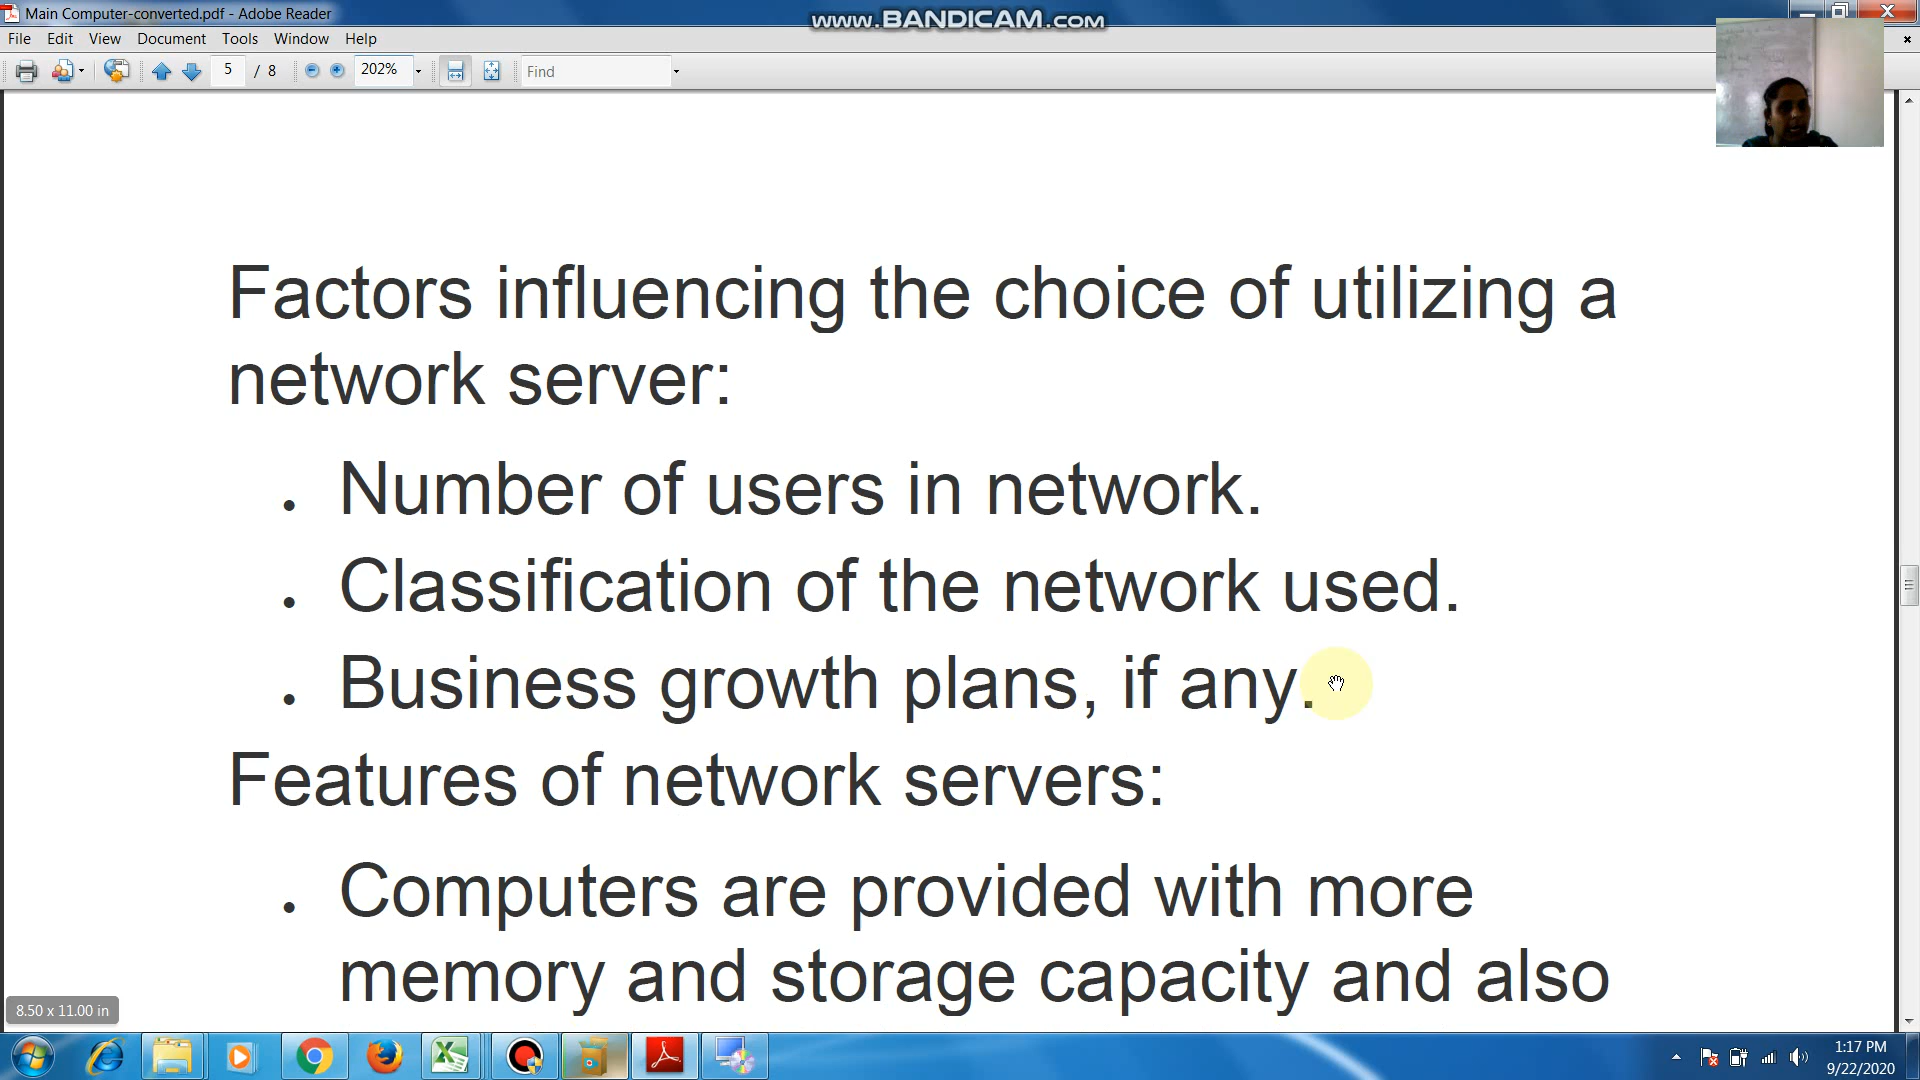 Main Computer-converted.pdf - Adobe Reader
www.BANDICAM.com
File Edit View Document Tools Window Help
5 / 8 202% Find
Factors influencing the choice of utilizing a
network server:
• Number of users in network.
• Classification of the network used.
• Business growth plans, if any.
Features of network servers:
• Computers are provided with more
memory and storage capacity and also
8.50 x 11.00 in
1:17 PM
9/22/2020